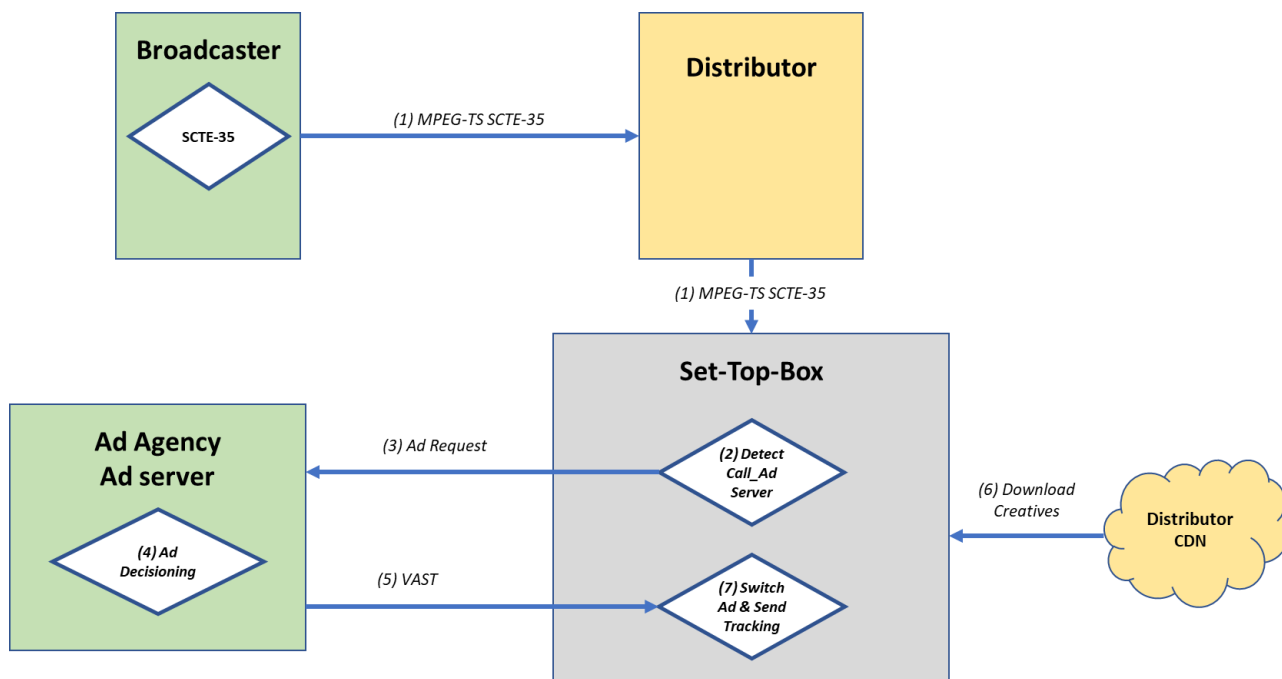 Broadcaster
SCTE-35
(1) MPEG-TS SCTE-35
Distributor
(1) MPEG-TS SCTE-35
Set-Top-Box
Ad Agency
Ad server
(3) Ad Request
(2) Detect
Call_Ad
Server
(6) Download
Creatives
Distributor
CDN
(4) Ad
Decisioning
(5) VAST
(7) Switch
Ad & Send
Tracking